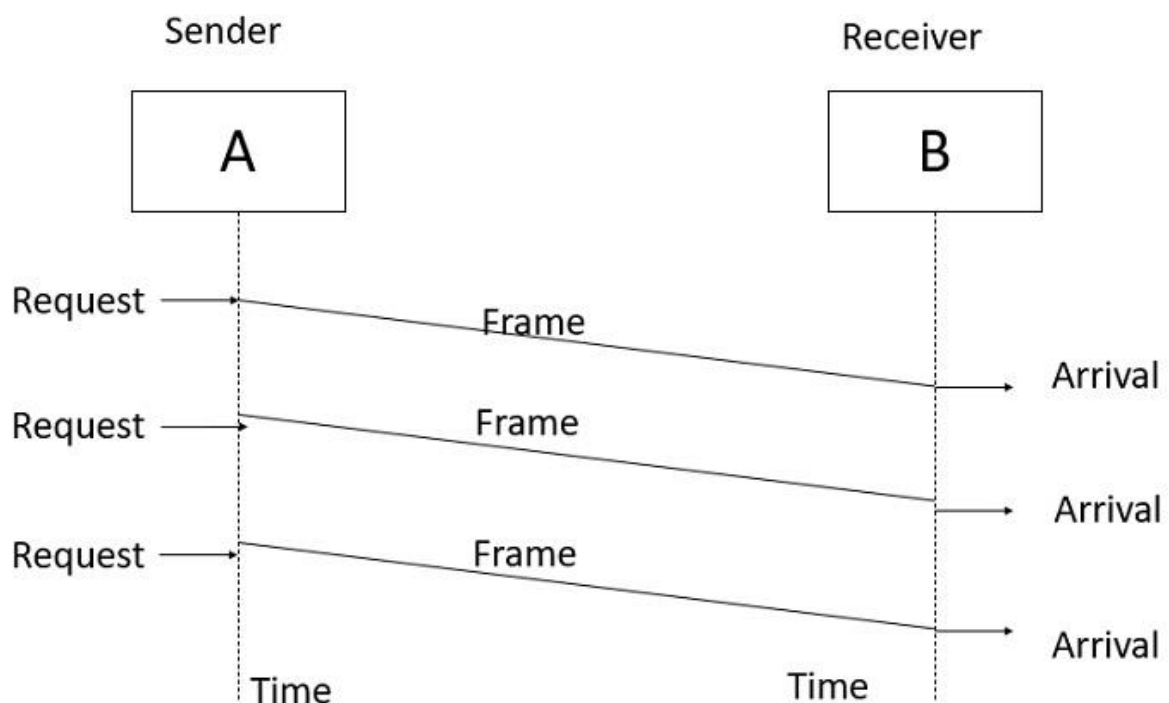 Sender
Receiver
A
B
Request
Frame
Arrival
Request
Frame
Arrival
Request
Frame
Arrival
Time
Time